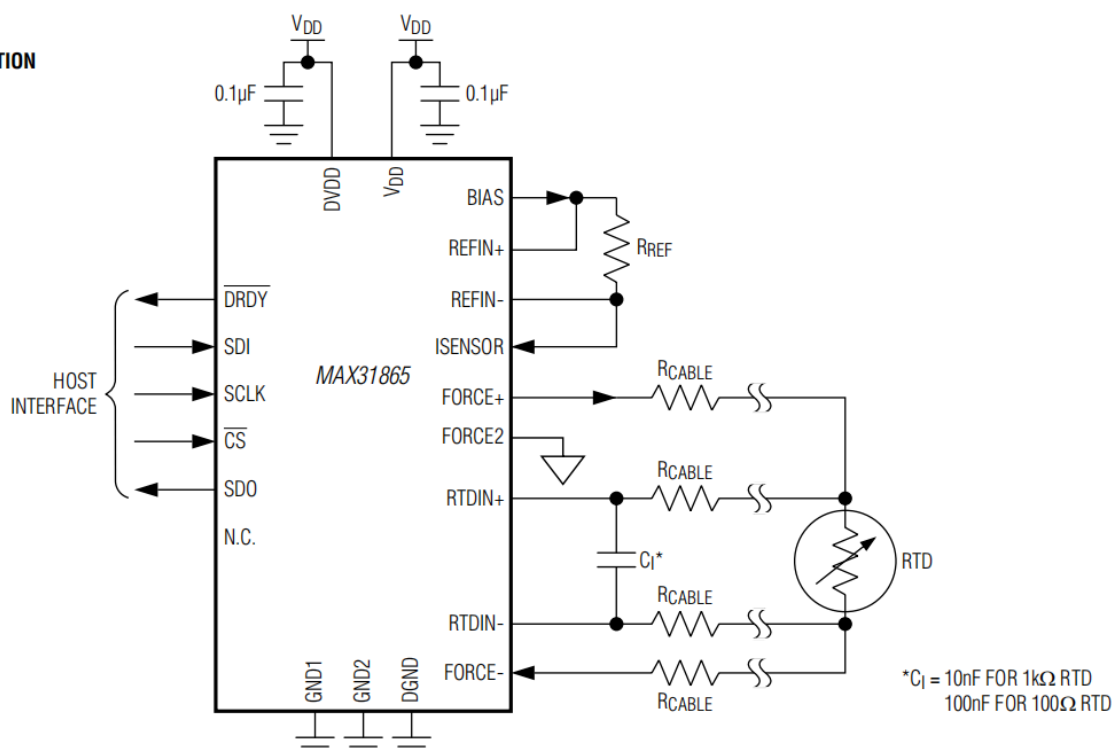 TION
VDD VDD
0.1µF 0.1µF
DVDD VDD
BIAS
REFIN+
RREF
REFIN-
ISENSOR
DRDY
SDI
SCLK
CS
SDO
N.C.
HOST
INTERFACE
MAX31865
FORCE+
RCABLE
FORCE2
RTDIN+
RCABLE
CI*
RTD
RTDIN-
RCABLE
FORCE-
RCABLE
GND1 GND2 DGND
*CI = 10nF FOR 1kΩ RTD
100nF FOR 100Ω RTD